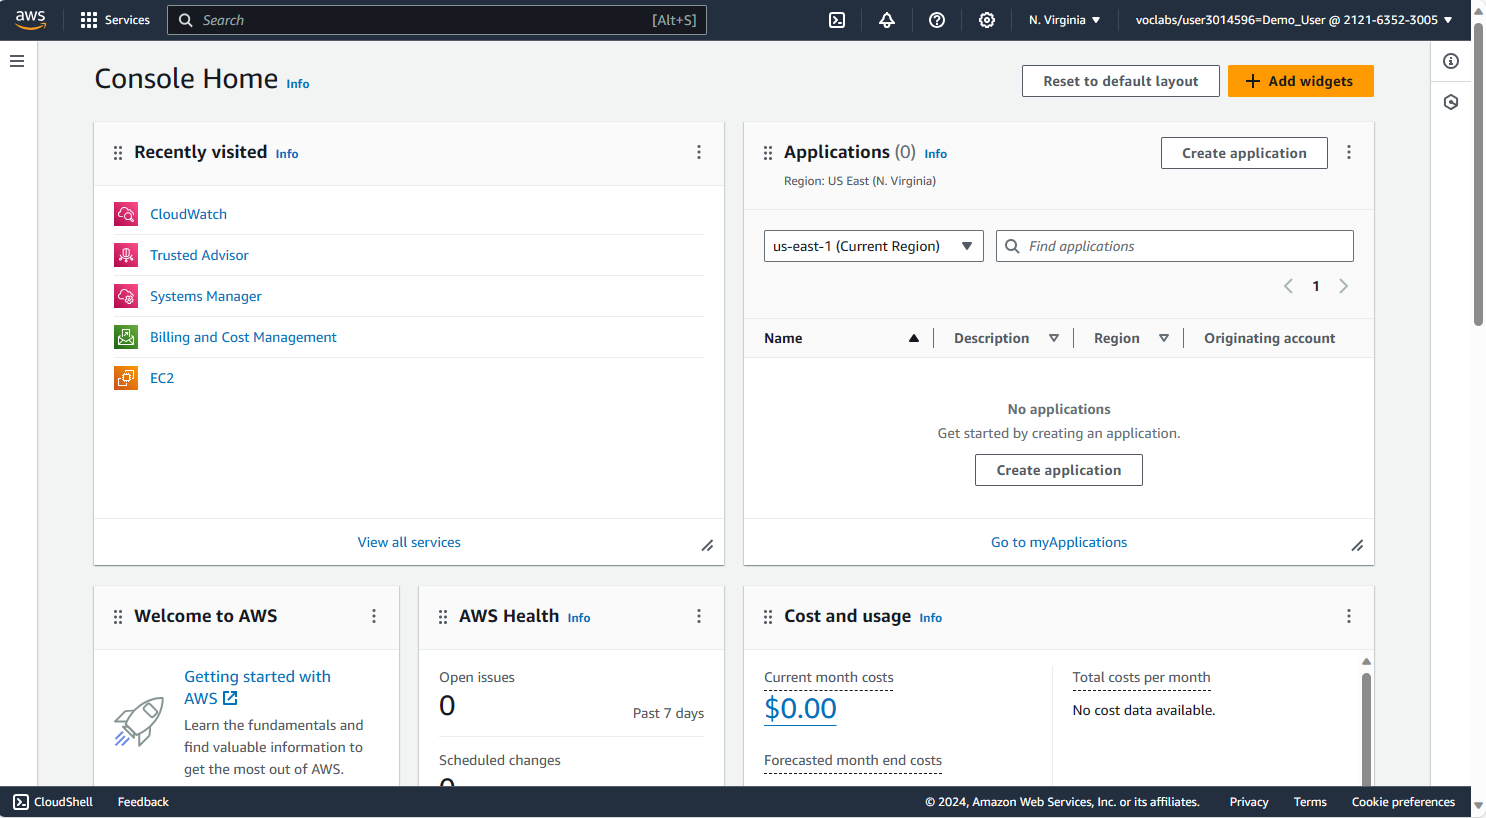 aws
Services
Search
[Alt+S]
N. Virginia
voclabs/user3014596=Demo_User @ 2121-6352-3005
Console Home
Info
Reset to default layout
Add widgets
Recently visited
Info
CloudWatch
Trusted Advisor
Systems Manager
Billing and Cost Management
EC2
View all services
Applications (0)
Info
Region: US East (N. Virginia)
Create application
us-east-1 (Current Region)
Find applications
1
Name
Description
Region
Originating account
No applications
Get started by creating an application.
Create application
Go to myApplications
Welcome to AWS
Getting started with
AWS
Learn the fundamentals and
find valuable information to
get the most out of AWS.
AWS Health
Info
Open issues
0
Past 7 days
Scheduled changes
0
Cost and usage
Info
Current month costs
$0.00
Forecasted month end costs
Total costs per month
No cost data available.
CloudShell
Feedback
© 2024, Amazon Web Services, Inc. or its affiliates.
Privacy
Terms
Cookie preferences